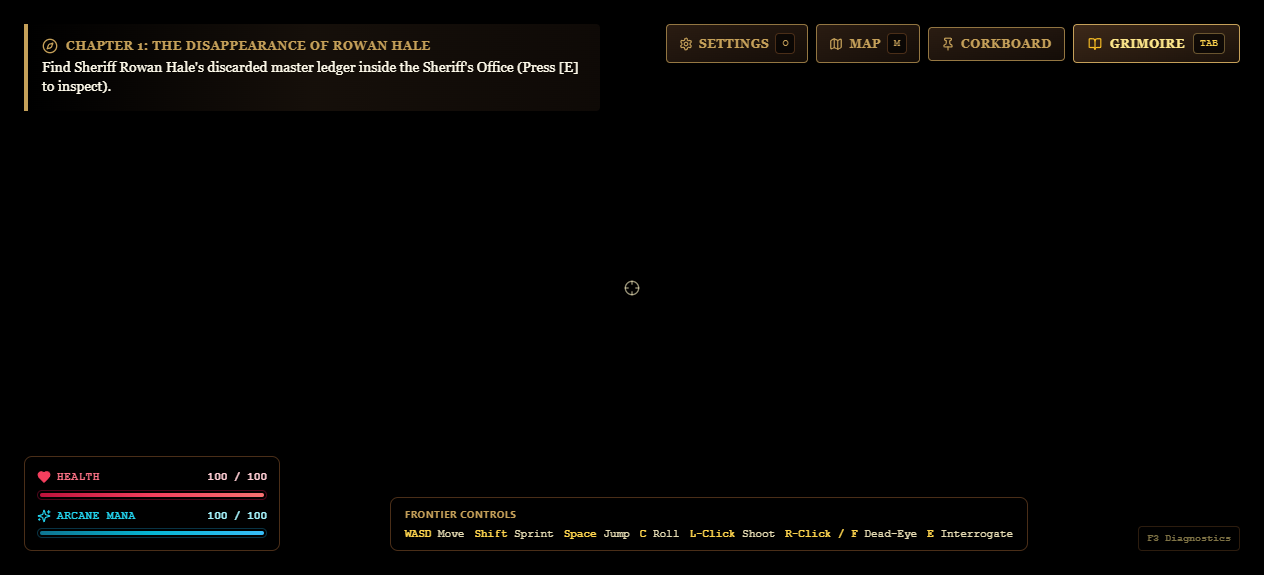 CHAPTER 1: THE DISAPPEARANCE OF ROWAN HALE
Find Sheriff Rowan Hale's discarded master ledger inside the Sheriff's Office (Press [E]
to inspect).
SETTINGS O
MAP M
CORKBOARD
GRIMOIRE TAB
HEALTH 100 / 100
ARCANE MANA 100 / 100
FRONTIER CONTROLS
WASD Move Shift Sprint Space Jump C Roll L-Click Shoot R-Click / F Dead-Eye E Interrogate
F3 Diagnostics